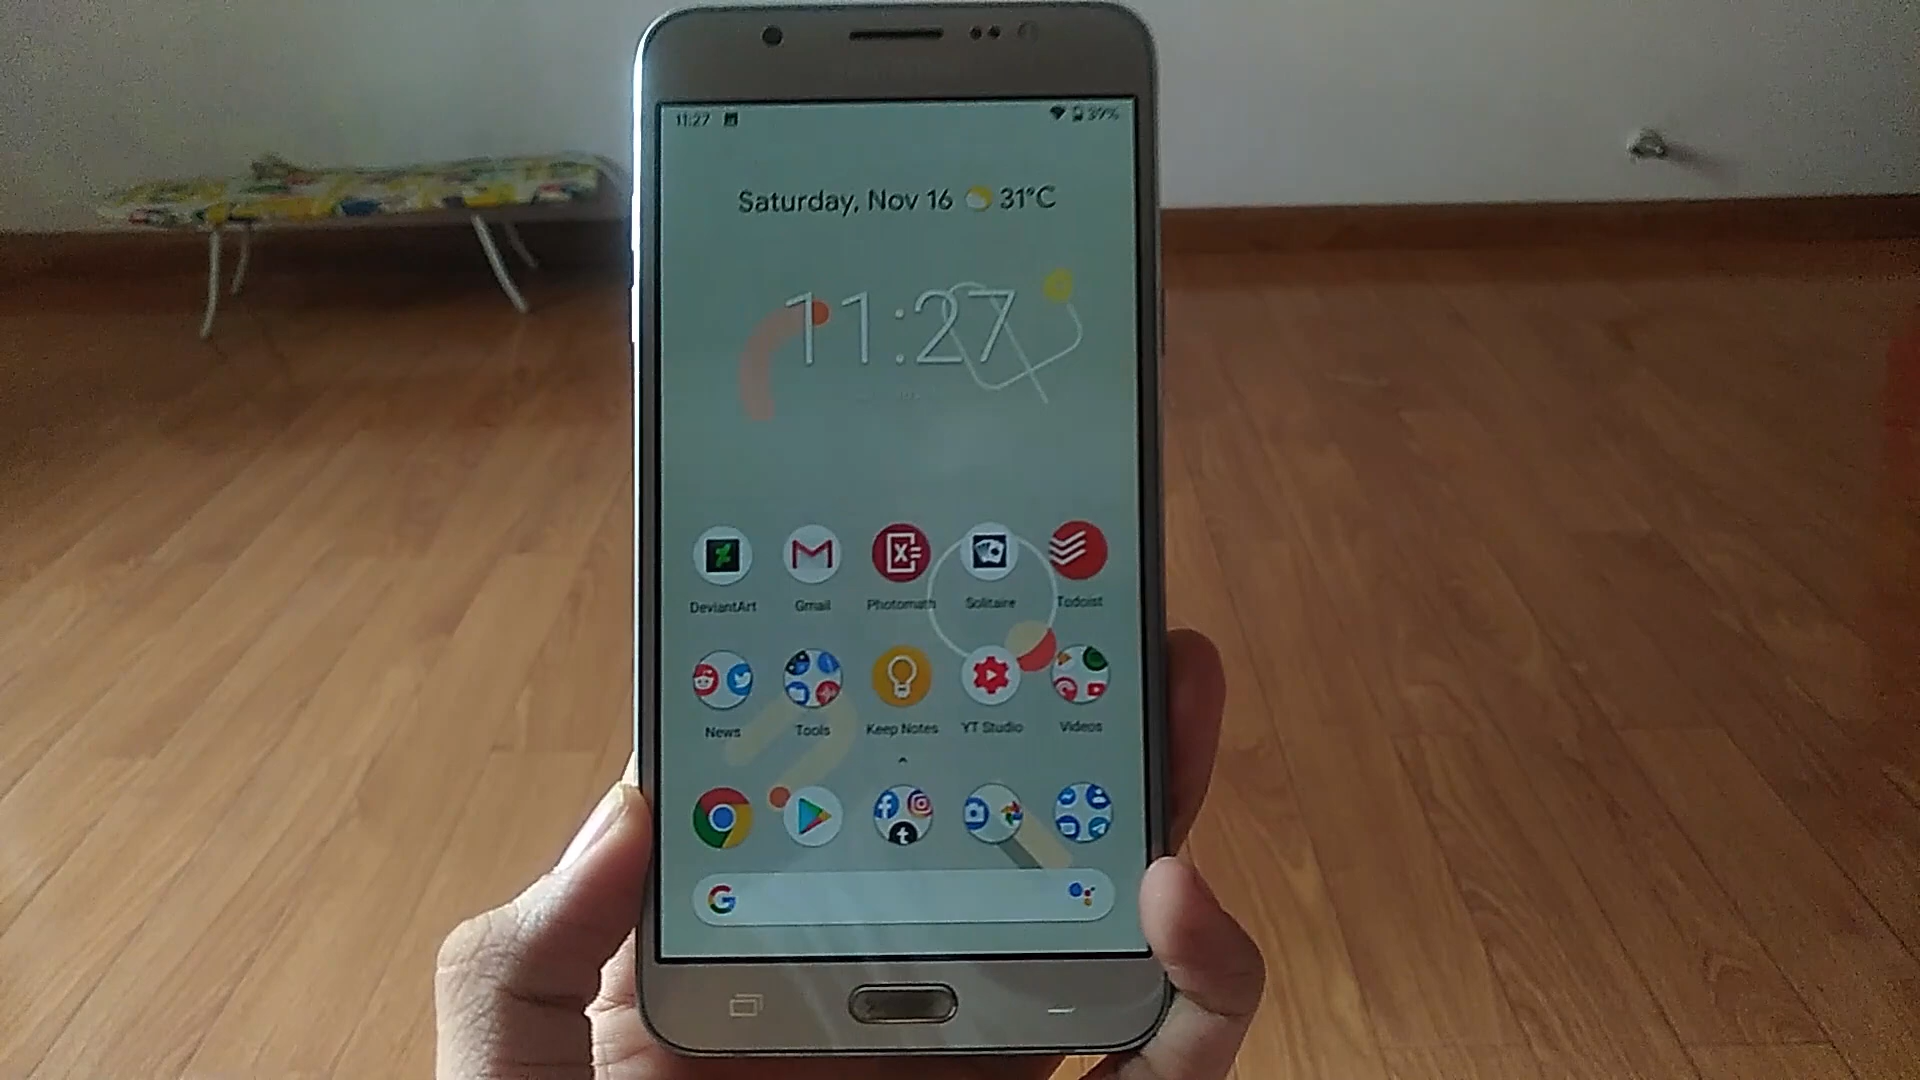 11:27 39%
Saturday, Nov 16 31°C
11:27
DeviantArt Gmail Photomath Solitaire Todoist
News Tools Keep Notes YT Studio Videos